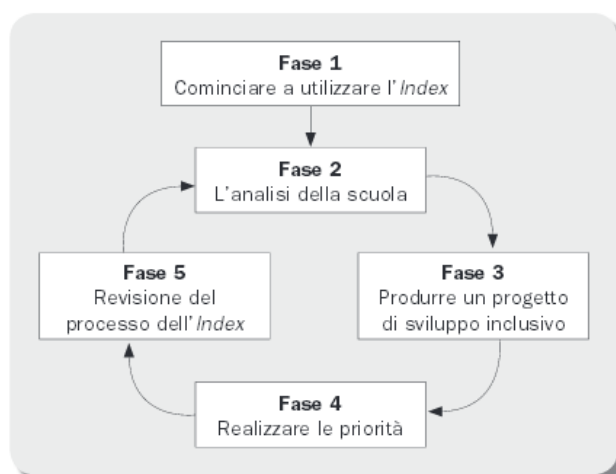 Fase 1
Cominciare a utilizzare l'Index
Fase 2
L'analisi della scuola
Fase 5
Revisione del
processo dell'Index
Fase 3
Produrre un progetto
di sviluppo inclusivo
Fase 4
Realizzare le priorità